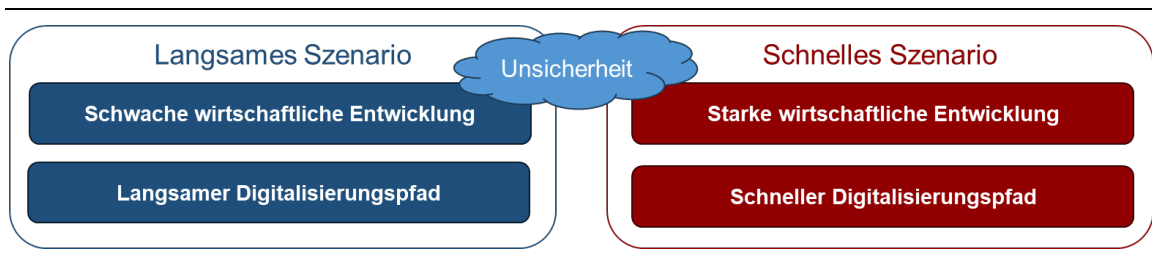 Langsames Szenario
Schwache wirtschaftliche Entwicklung
Langsamer Digitalisierungspfad
Unsicherheit
Schnelles Szenario
Starke wirtschaftliche Entwicklung
Schneller Digitalisierungspfad